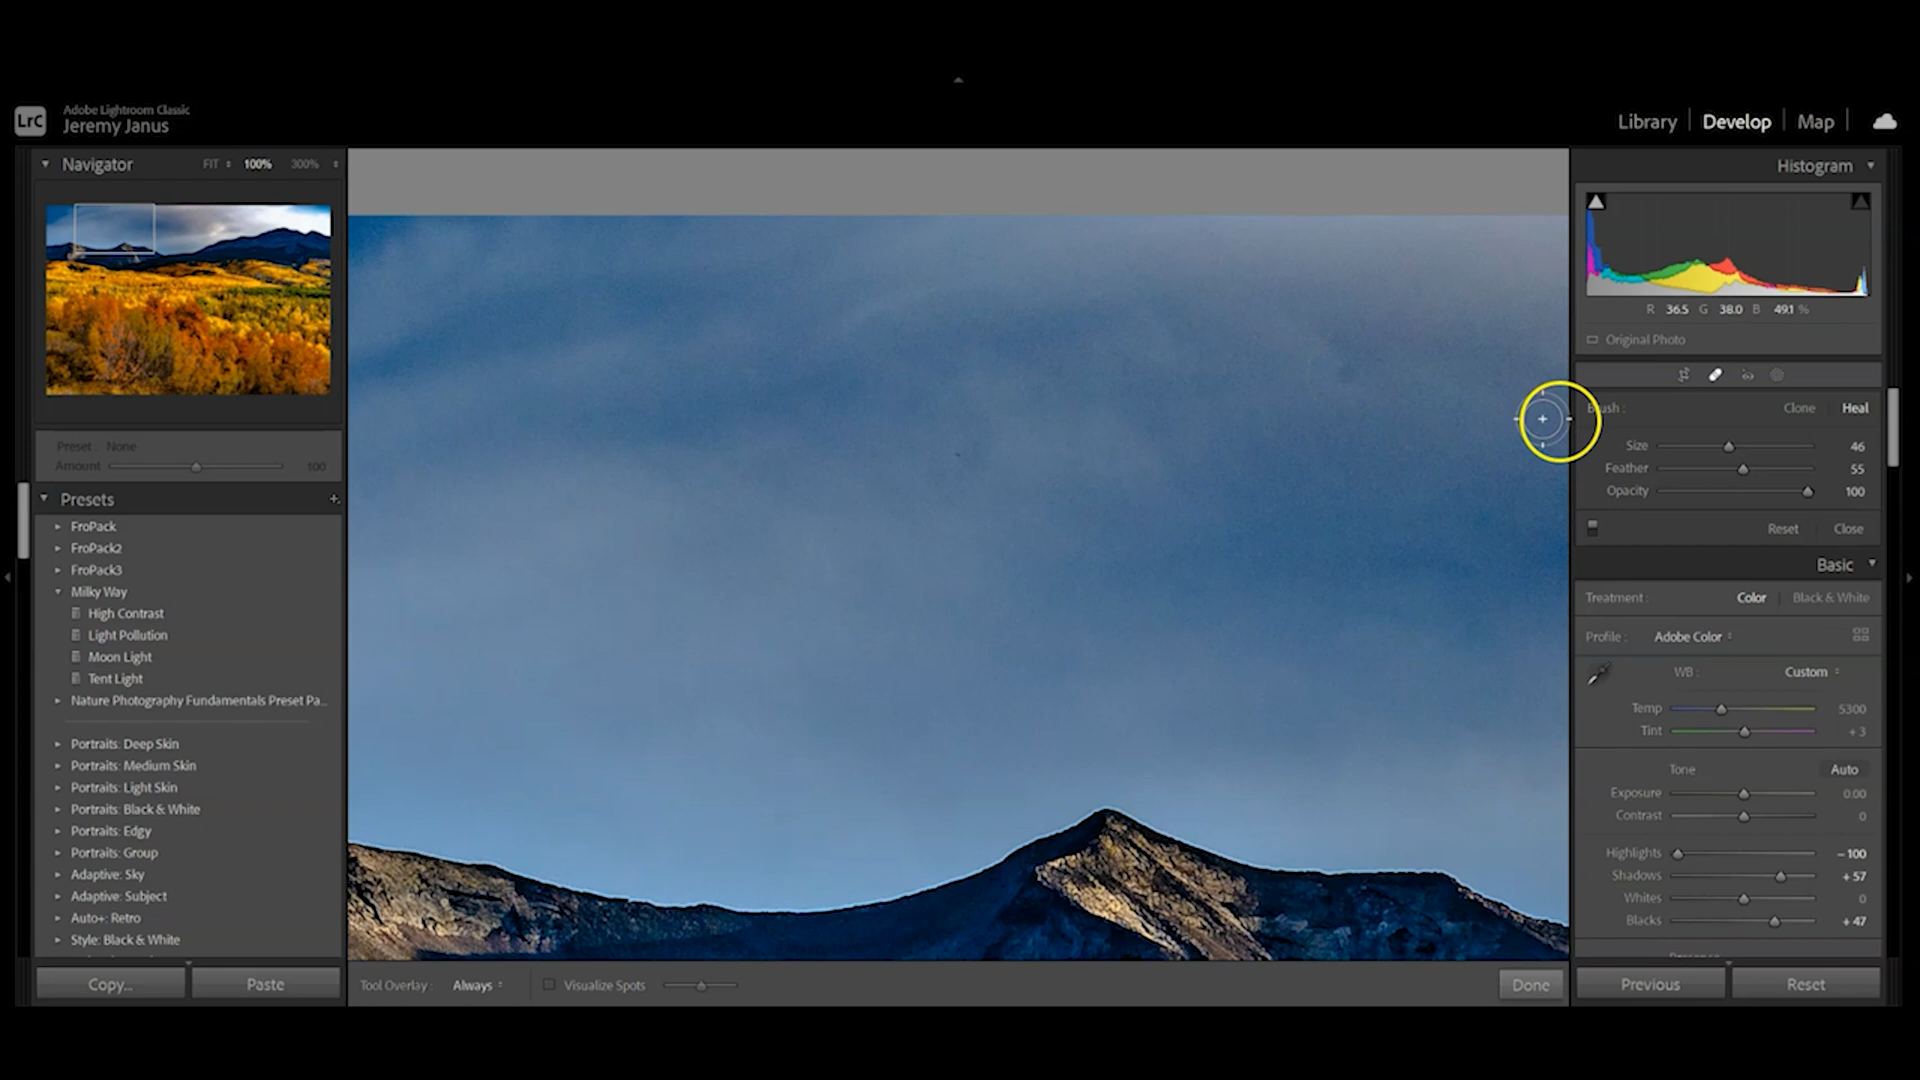 LrC
Adobe Lightroom Classic
Jeremy Janus
Library | Develop | Map |
Navigator FIT 100% 300%
Preset : None
Amount 100
Presets +
FroPack
FroPack2
FroPack3
Milky Way
High Contrast
Light Pollution
Moon Light
Tent Light
Nature Photography Fundamentals Preset Pa...
Portraits: Deep Skin
Portraits: Medium Skin
Portraits: Light Skin
Portraits: Black & White
Portraits: Edgy
Portraits: Group
Adaptive: Sky
Adaptive: Subject
Auto+: Retro
Style: Black & White
Copy... Paste
Tool Overlay : Always Visualize Spots Done
Histogram
R 36.5 G 38.0 B 49.1 %
Original Photo
Clone Heal
Size 46
Feather 55
Opacity 100
Reset Close
Basic
Treatment : Color Black & White
Profile : Adobe Color
WB : Custom
Temp 5300
Tint + 3
Tone Auto
Exposure 0.00
Contrast 0
Highlights – 100
Shadows + 57
Whites 0
Blacks + 47
Previous Reset